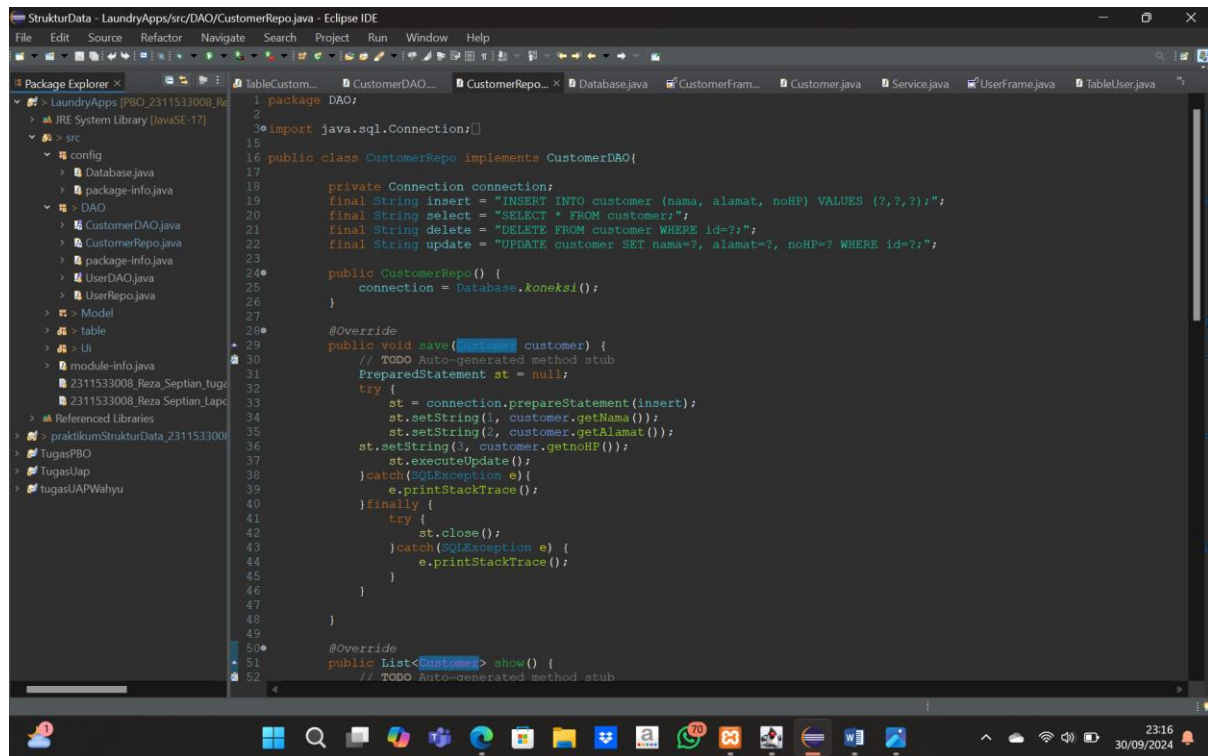 StrukturData - LaundryApps/src/DAO/CustomerRepo.java - Eclipse IDE
File Edit Source Refactor Navigate Search Project Run Window Help
Package Explorer ×
TableCustom... CustomerDAO.... CustomerRepo... × Database.java CustomerFram... Customer.java Service.java UserFrame.java TableUser.java
> LaundryApps [PBO_2311533008_Re
> JRE System Library [JavaSE-17]
> src
config
> Database.java
> package-info.java
> DAO
> CustomerDAO.java
> CustomerRepo.java
> package-info.java
> UserDAO.java
> UserRepo.java
> Model
> table
> Ui
> module-info.java
2311533008_Reza_Septian_tuga
2311533008_Reza Septian_Lapo
> Referenced Libraries
> praktikumStrukturData_231153300
> TugasPBO
> TugasUap
> tugasUAPWahyu
1 package DAO;
2
3 import java.sql.Connection;
15
16 public class CustomerRepo implements CustomerDAO{
17
18 private Connection connection;
19 final String insert = "INSERT INTO customer (nama, alamat, noHP) VALUES (?,?,?);";
20 final String select = "SELECT * FROM customer;";
21 final String delete = "DELETE FROM customer WHERE id=?;";
22 final String update = "UPDATE customer SET nama=?, alamat=?, noHP=? WHERE id=?;";
23
24 public CustomerRepo() {
25 connection = Database.koneksi();
26 }
27
28 @Override
29 public void save(Customer customer) {
30 // TODO Auto-generated method stub
31 PreparedStatement st = null;
32 try {
33 st = connection.prepareStatement(insert);
34 st.setString(1, customer.getNama());
35 st.setString(2, customer.getAlamat());
36 st.setString(3, customer.getnoHP());
37 st.executeUpdate();
38 }catch(SQLException e){
39 e.printStackTrace();
40 }finally {
41 try {
42 st.close();
43 }catch(SQLException e) {
44 e.printStackTrace();
45 }
46 }
47
48 }
49
50 @Override
51 public List<Customer> show() {
52 // TODO Auto-generated method stub
23:16
30/09/2024